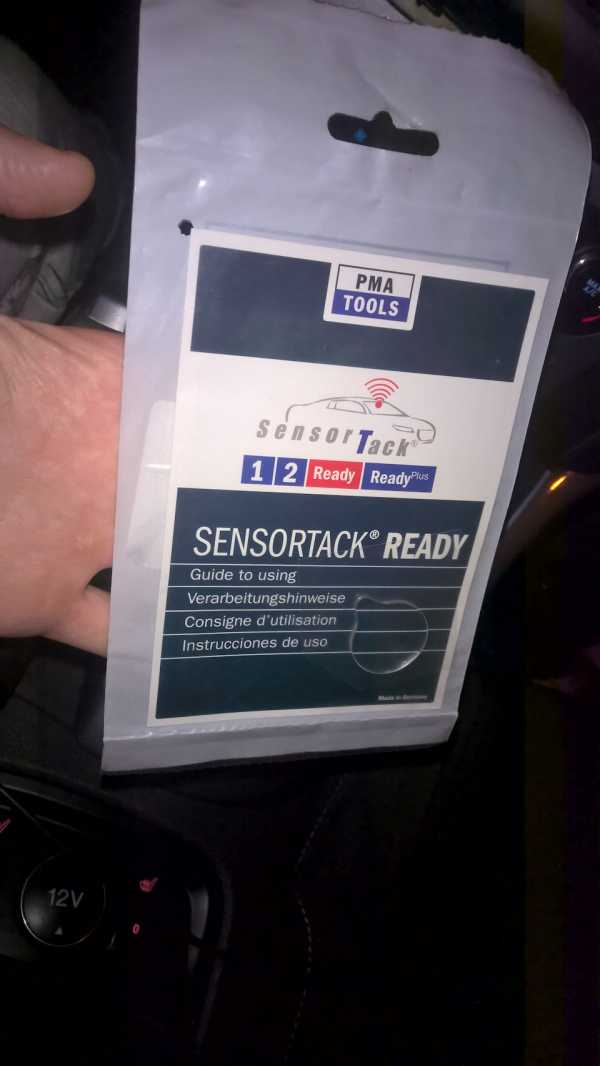 PMA
TOOLS
SensorTack®
1 2 Ready ReadyPlus
SENSORTACK® READY
Guide to using
Verarbeitungshinweise
Consigne d'utilisation
Instrucciones de uso
Made in Germany
12V
0